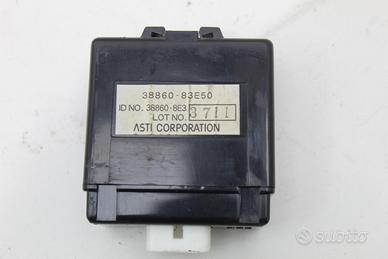 38860-83E50
ID NO. 38860-8E3
LOT NO. 3711
ASTI CORPORATION
subito